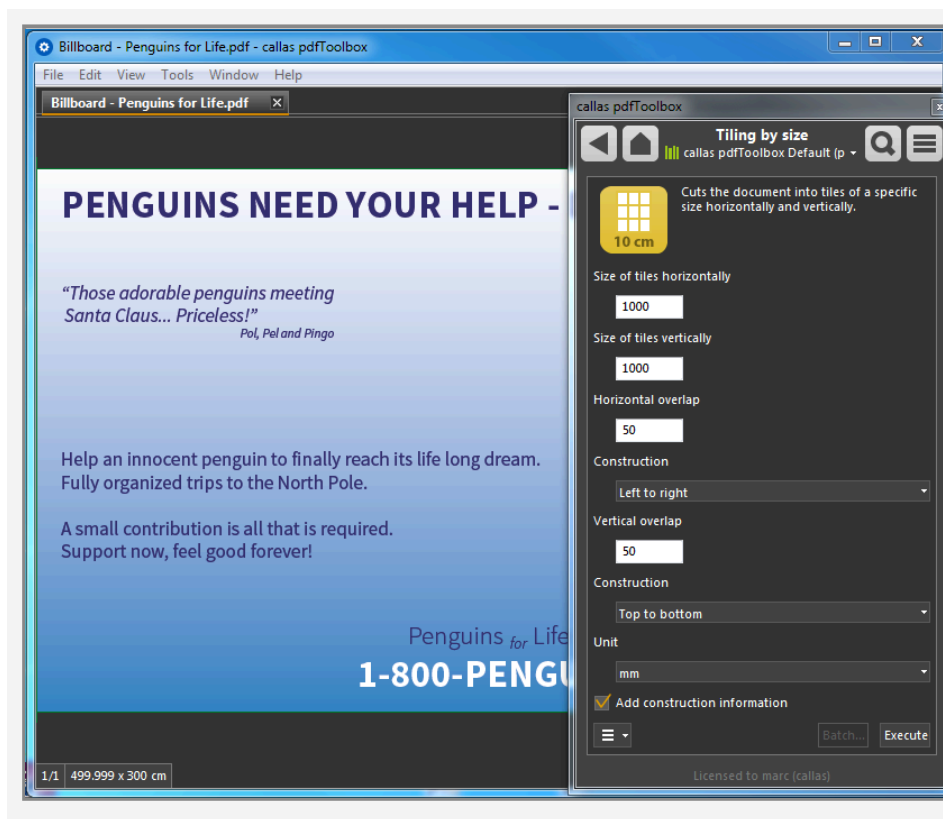 Billboard - Penguins for Life.pdf - callas pdfToolbox
File Edit View Tools Window Help
Billboard - Penguins for Life.pdf
PENGUINS NEED YOUR HELP -
“Those adorable penguins meeting
Santa Claus... Priceless!”
Pol, Pel and Pingo
Help an innocent penguin to finally reach its life long dream.
Fully organized trips to the North Pole.
A small contribution is all that is required.
Support now, feel good forever!
Penguins for Life
1-800-PENGU
1/1 499.999 x 300 cm
callas pdfToolbox
Tiling by size
callas pdfToolbox Default (p
Cuts the document into tiles of a specific
size horizontally and vertically.
10 cm
Size of tiles horizontally
1000
Size of tiles vertically
1000
Horizontal overlap
50
Construction
Left to right
Vertical overlap
50
Construction
Top to bottom
Unit
mm
Add construction information
Batch... Execute
Licensed to marc (callas)